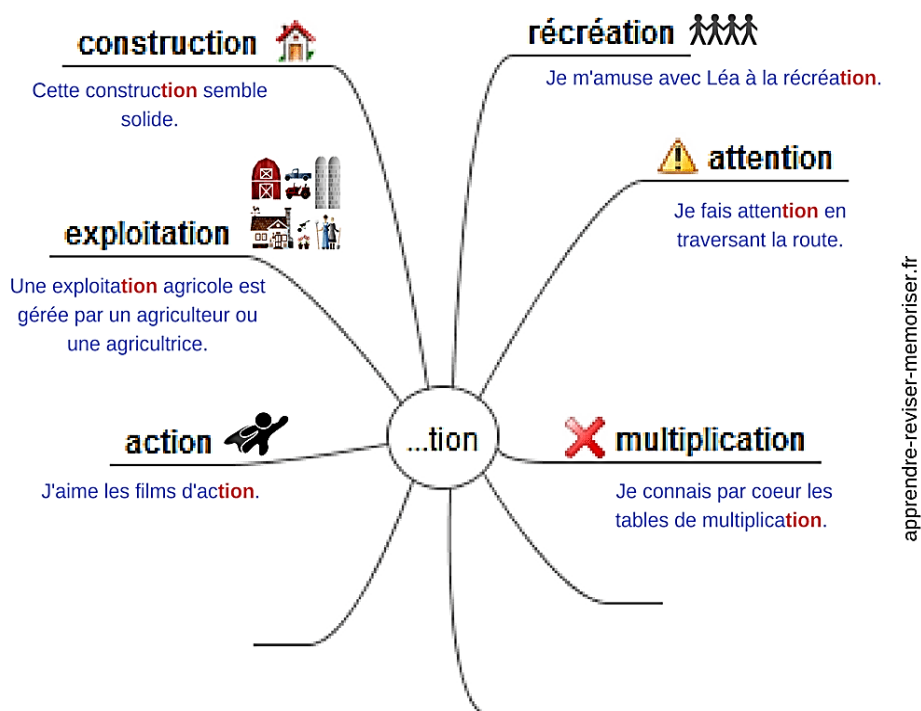 construction
Cette construction semble
solide.
récréation
Je m'amuse avec Léa à la récréation.
attention
Je fais attention en
traversant la route.
exploitation
Une exploitation agricole est
gérée par un agriculteur ou
une agricultrice.
action
J'aime les films d'action.
...tion
multiplication
Je connais par coeur les
tables de multiplication.
apprendre-reviser-memoriser.fr